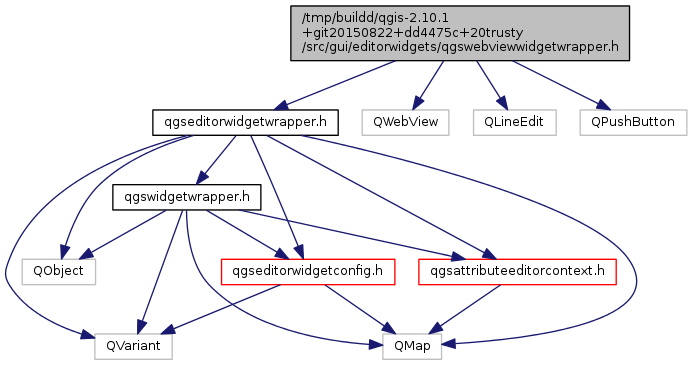 /tmp/buildd/qgis-2.10.1
+git20150822+dd4475c+20trusty
/src/gui/editorwidgets/qgswebviewwidgetwrapper.h
qgseditorwidgetwrapper.h
QWebView
QLineEdit
QPushButton
qgswidgetwrapper.h
QObject
qgseditorwidgetconfig.h
qgsattributeeditorcontext.h
QVariant
QMap